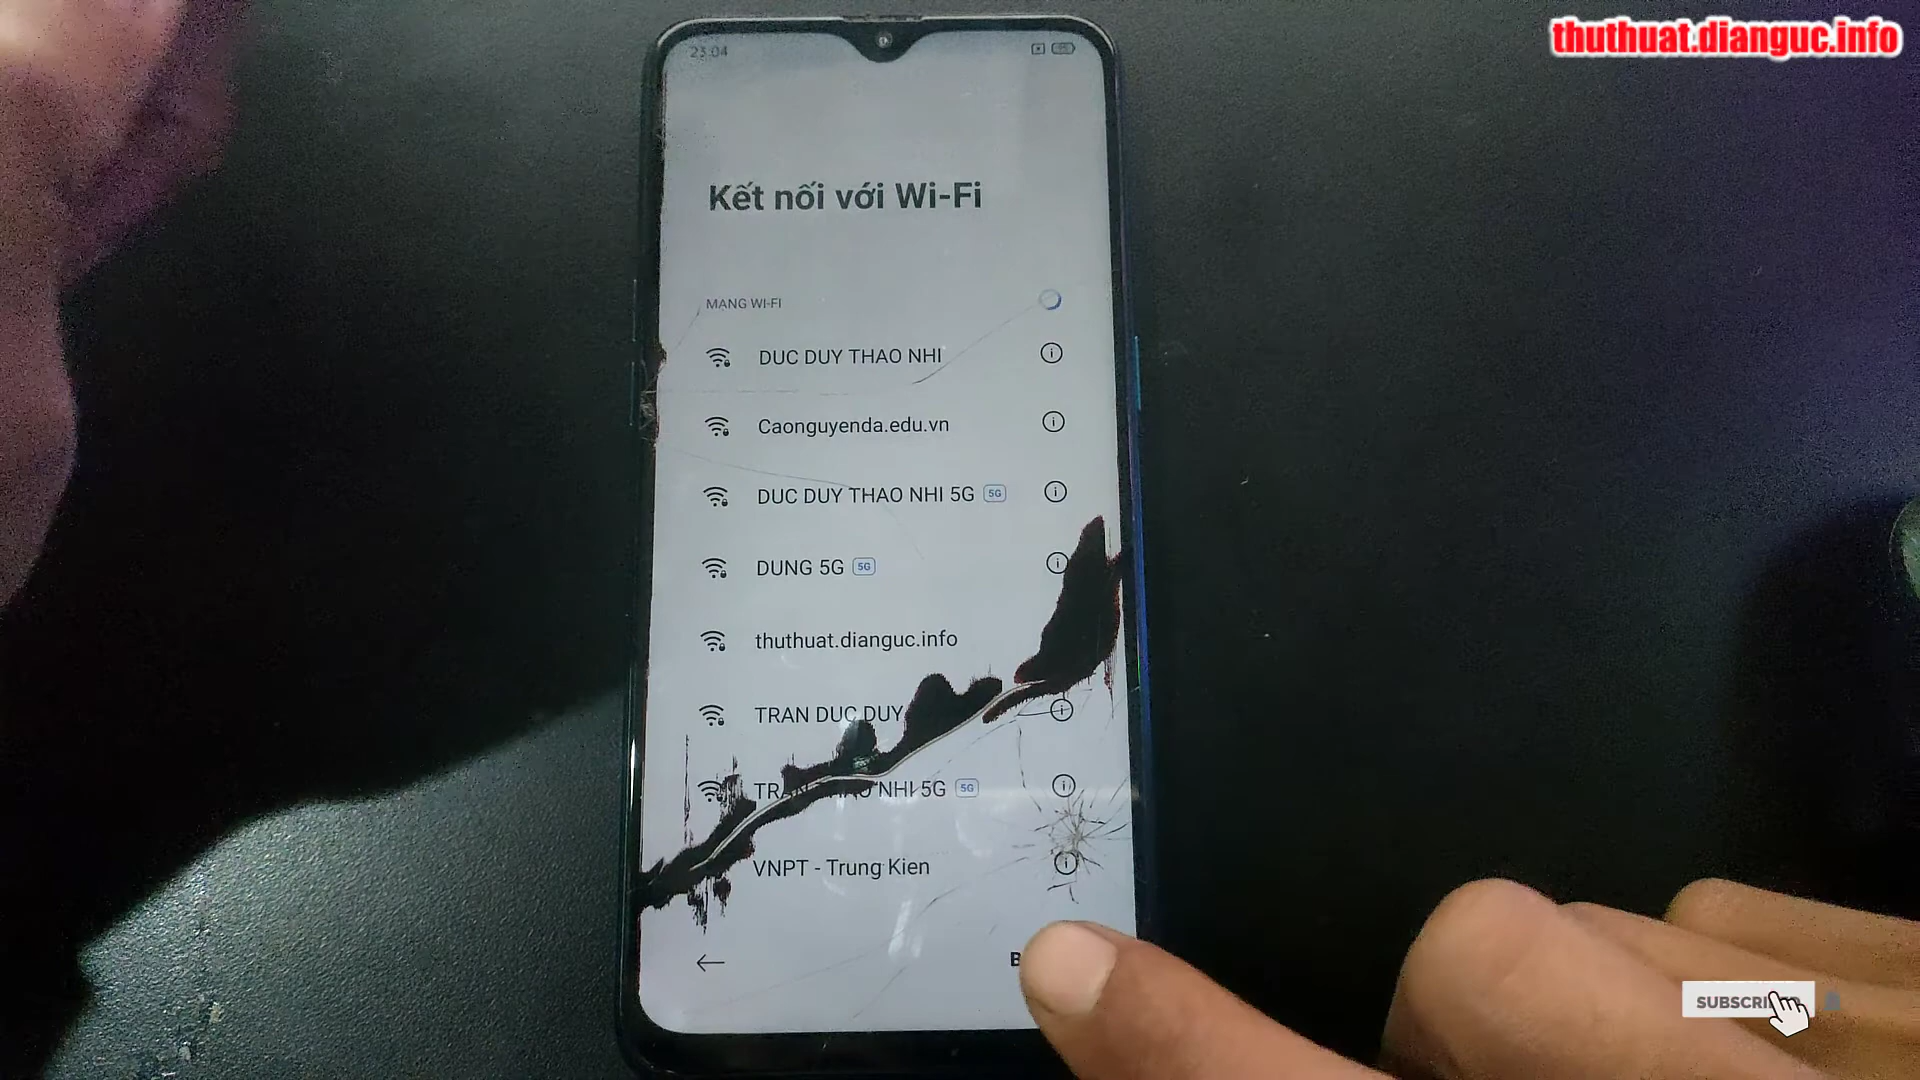 thuthuat.dianguc.info
23:04
Kết nối với Wi-Fi
MẠNG WI-FI
DUC DUY THAO NHI
Caonguyenda.edu.vn
DUC DUY THAO NHI 5G 5G
DUNG 5G 5G
thuthuat.dianguc.info
TRAN DUC DUY
NHI 5G 5G
VNPT - Trung Kien